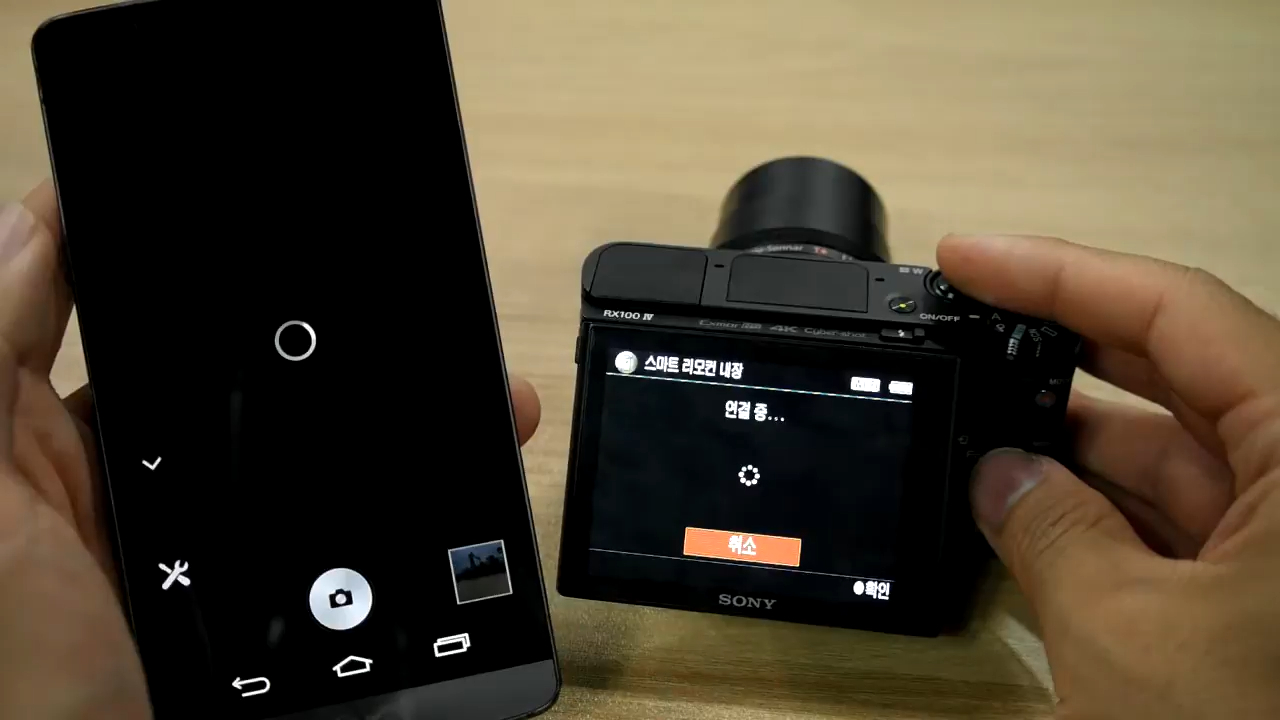 RX100 IV
4K Cyber-shot
ON/OFF
스마트 리모컨 내장
연결 중...
취소
확인
SONY